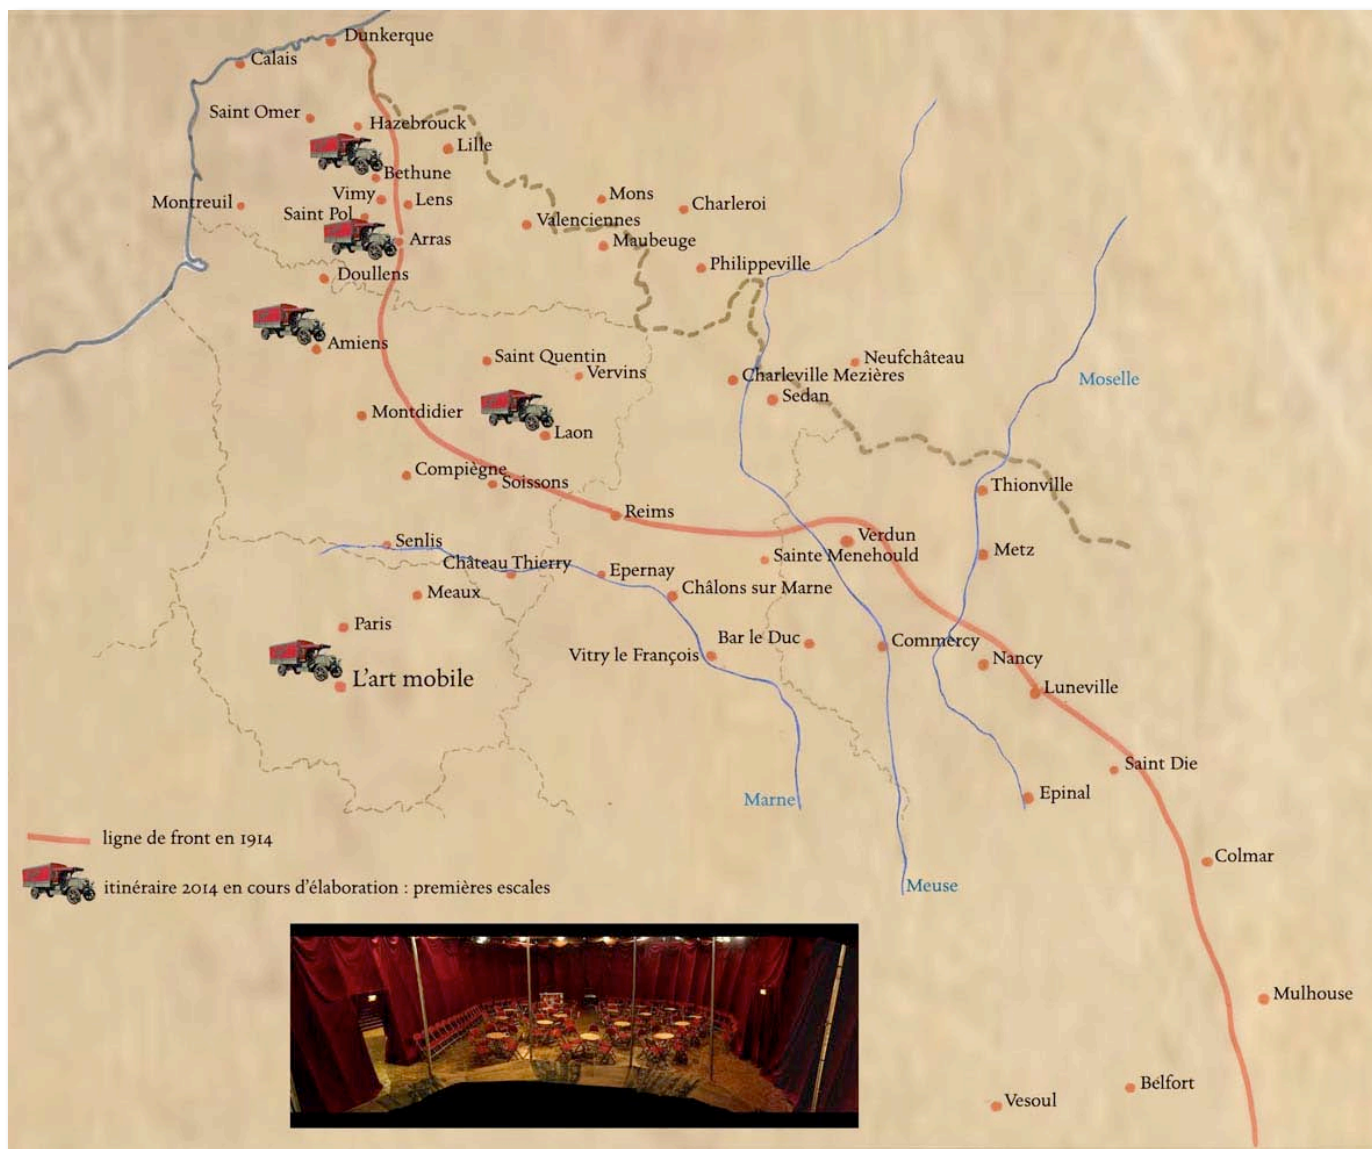 Dunkerque
Calais
Saint Omer
Hazebrouck
Lille
Bethune
Vimy
Lens
Montreuil
Saint Pol
Arras
Mons
Charleroi
Valenciennes
Maubeuge
Philippeville
Doullens
Amiens
Saint Quentin
Vervins
Neufchâteau
Charleville Mezières
Sedan
Moselle
Montdidier
Laon
Compiègne
Soissons
Thionville
Reims
Verdun
Senlis
Sainte Menehould
Metz
Château Thierry
Epernay
Meaux
Châlons sur Marne
Paris
Bar le Duc
Commercy
Vitry le François
Nancy
L'art mobile
Luneville
Saint Die
Marne
Epinal
ligne de front en 1914
Colmar
Meuse
itinéraire 2014 en cours d'élaboration : premières escales
Mulhouse
Bélfort
Vesoul